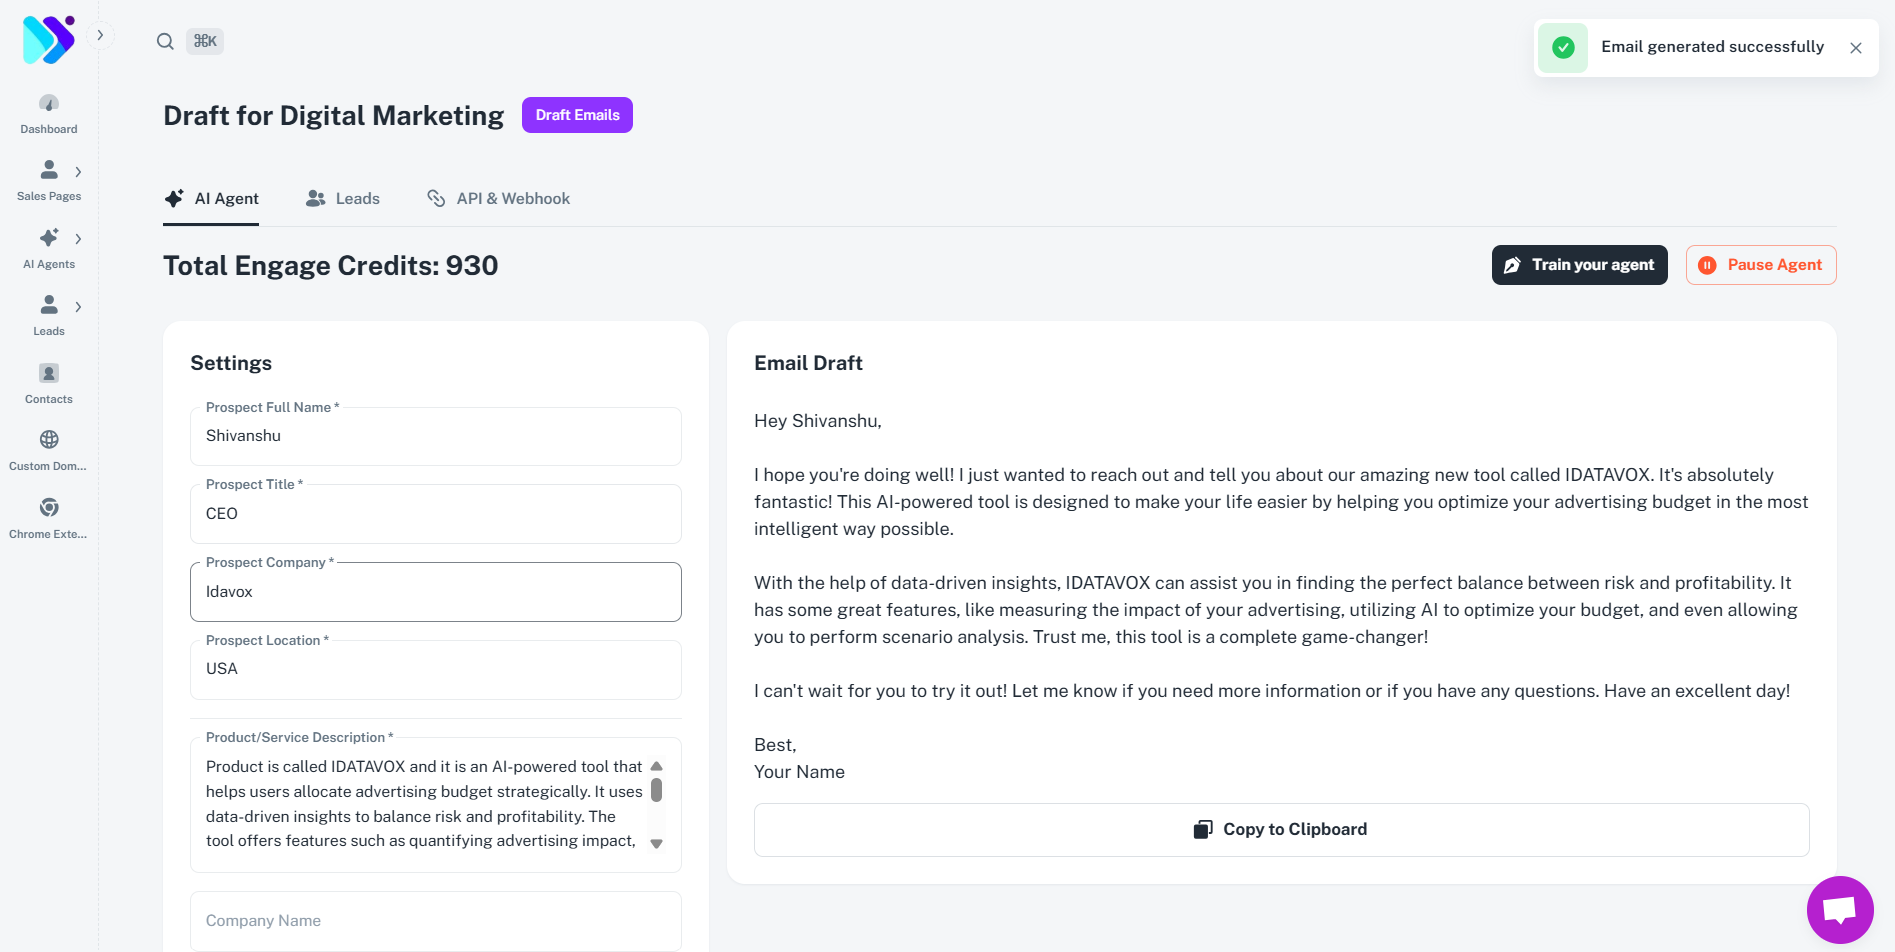 ⌘K
Email generated successfully
Draft for Digital Marketing
Draft Emails
Dashboard
Sales Pages
AI Agents
Leads
Contacts
Custom Dom...
Chrome Exte...
AI Agent
Leads
API & Webhook
Total Engage Credits: 930
Train your agent
Pause Agent
Settings
Prospect Full Name *
Shivanshu
Prospect Title *
CEO
Prospect Company *
Idavox
Prospect Location *
USA
Product/Service Description *
Product is called IDATAVOX and it is an AI-powered tool that
helps users allocate advertising budget strategically. It uses
data-driven insights to balance risk and profitability. The
tool offers features such as quantifying advertising impact,
Company Name
Email Draft
Hey Shivanshu,
I hope you're doing well! I just wanted to reach out and tell you about our amazing new tool called IDATAVOX. It's absolutely
fantastic! This AI-powered tool is designed to make your life easier by helping you optimize your advertising budget in the most
intelligent way possible.
With the help of data-driven insights, IDATAVOX can assist you in finding the perfect balance between risk and profitability. It
has some great features, like measuring the impact of your advertising, utilizing AI to optimize your budget, and even allowing
you to perform scenario analysis. Trust me, this tool is a complete game-changer!
I can't wait for you to try it out! Let me know if you need more information or if you have any questions. Have an excellent day!
Best,
Your Name
Copy to Clipboard